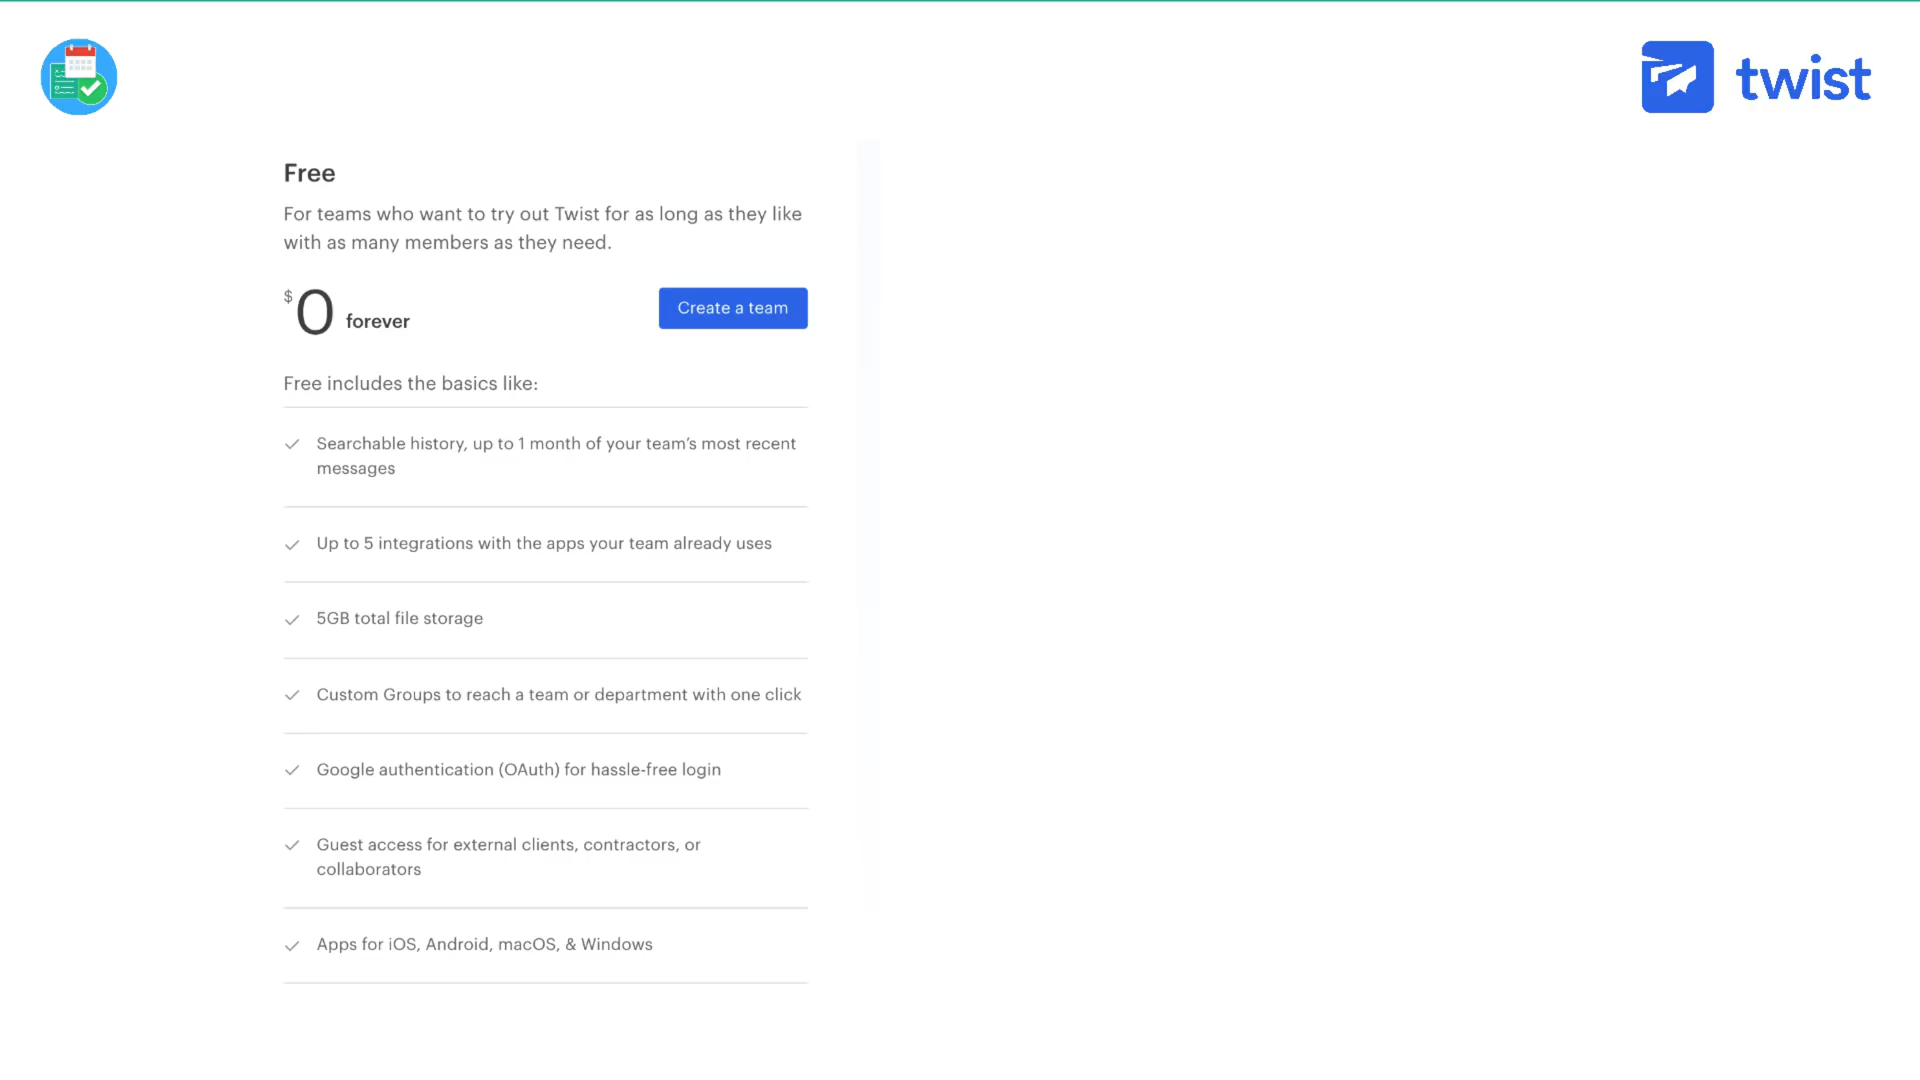 twist
Free
For teams who want to try out Twist for as long as they like
with as many members as they need.
$0 forever
Create a team
Free includes the basics like:
Searchable history, up to 1 month of your team’s most recent
messages
Up to 5 integrations with the apps your team already uses
5GB total file storage
Custom Groups to reach a team or department with one click
Google authentication (OAuth) for hassle-free login
Guest access for external clients, contractors, or
collaborators
Apps for iOS, Android, macOS, & Windows